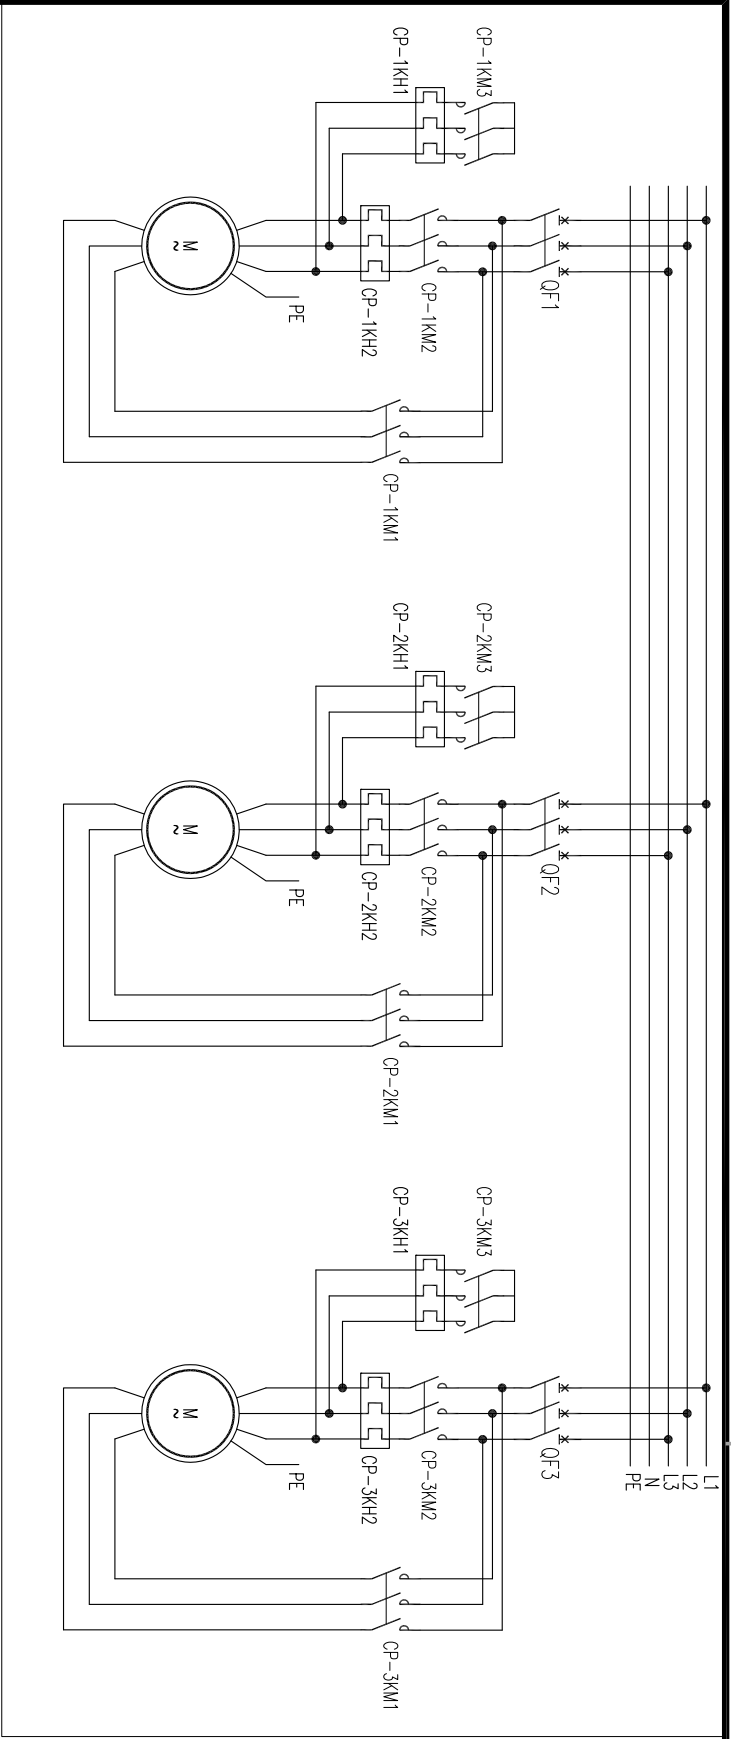 L1
L2
L3
N
PE
QF1
CP-1KM3
CP-1KH1
CP-1KM2
CP-1KH2
CP-1KM1
M
~
PE
QF2
CP-2KM3
CP-2KH1
CP-2KM2
CP-2KH2
CP-2KM1
M
~
PE
QF3
CP-3KM3
CP-3KH1
CP-3KM2
CP-3KH2
CP-3KM1
M
~
PE